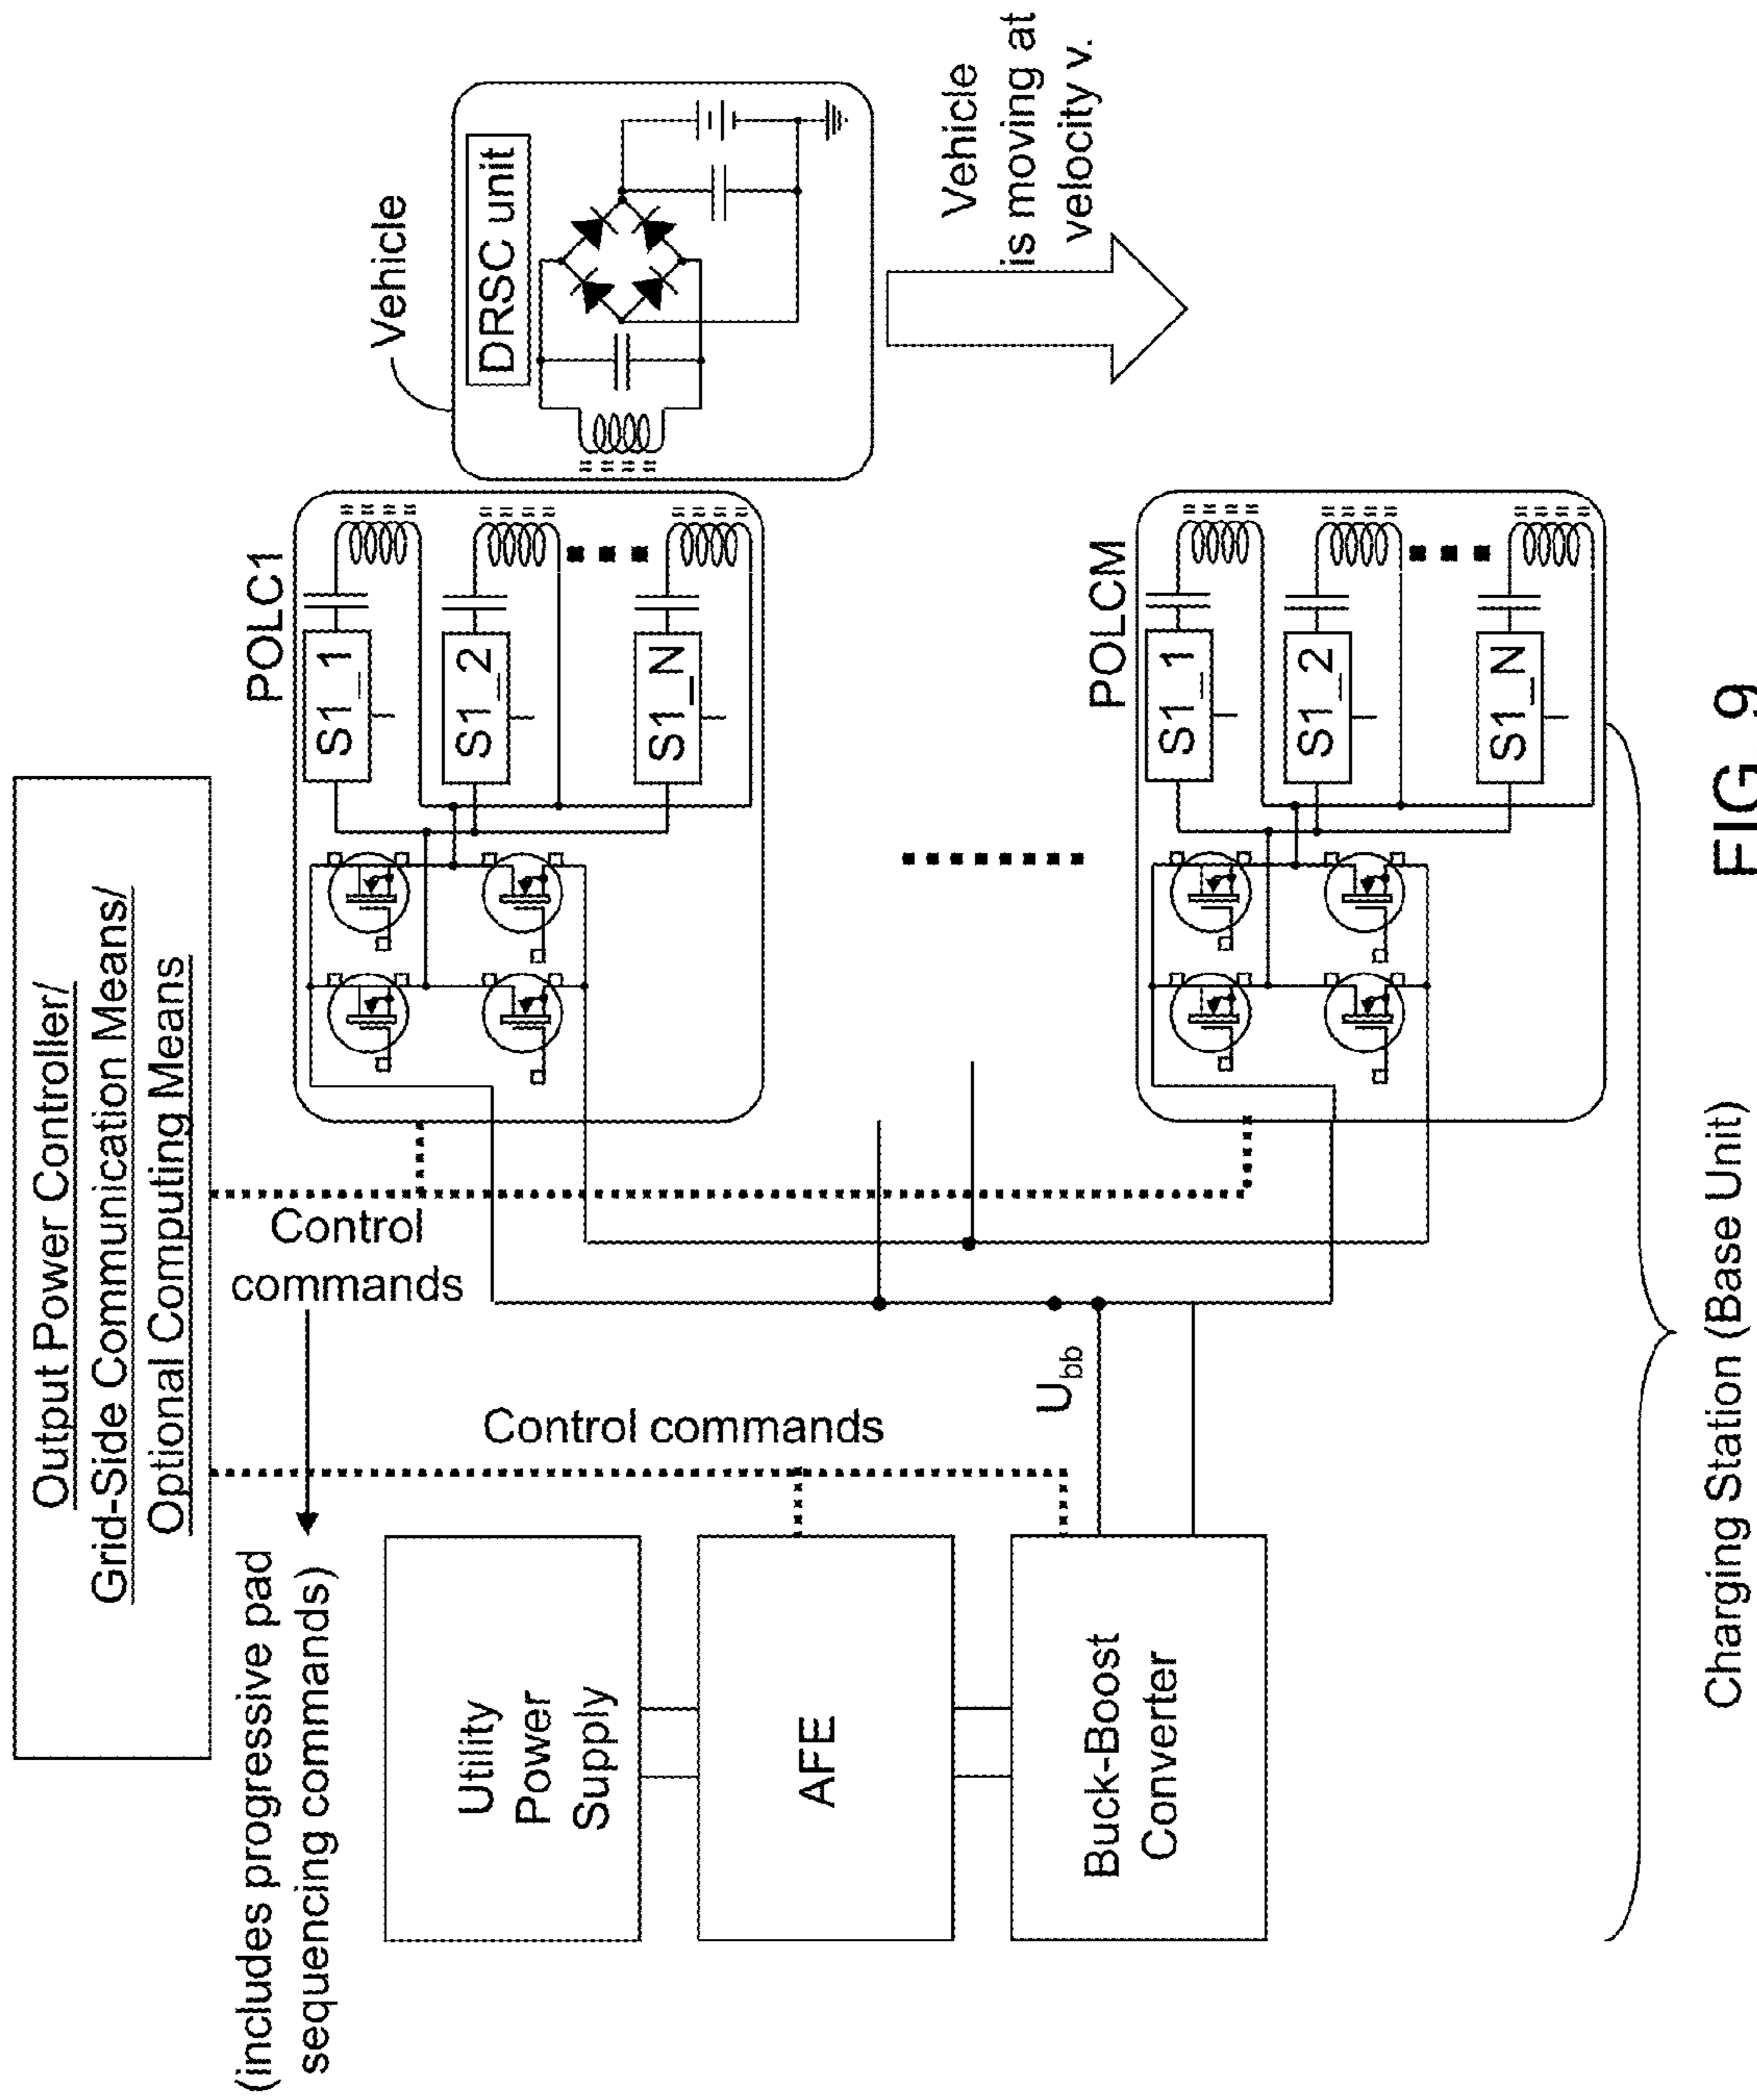 Output Power Controller/
Grid-Side Communication Means/
Optional Computing Means
(includes progressive pad
sequencing commands)
Control
commands
Control commands
Utility
Power
Supply
AFE
Buck-Boost
Converter
Ubb
POLC1
S1_1
S1_2
S1_N
POLCM
S1_1
S1_2
S1_N
Vehicle
DRSC unit
Vehicle
is moving at
velocity v.
Charging Station (Base Unit)
FIG 9